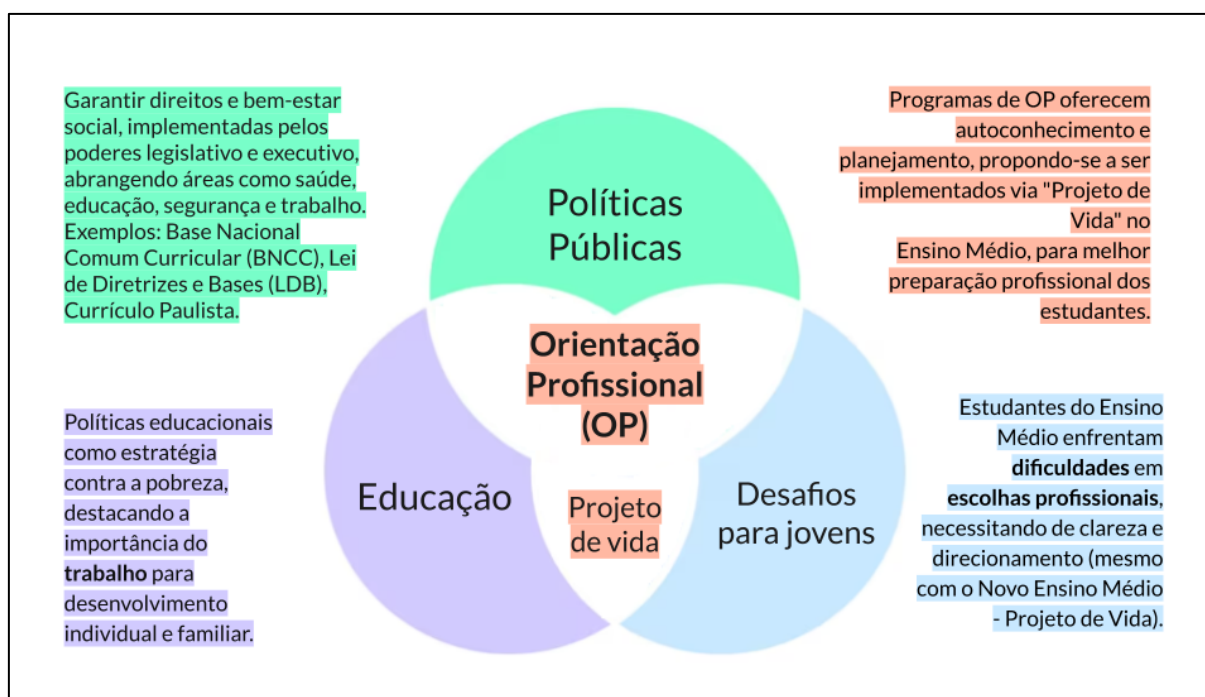 Garantir direitos e bem-estar
social, implementadas pelos
poderes legislativo e executivo,
abrangendo áreas como saúde,
educação, segurança e trabalho.
Exemplos: Base Nacional
Comum Curricular (BNCC), Lei
de Diretrizes e Bases (LDB),
Currículo Paulista.
Políticas
Públicas
Programas de OP oferecem
autoconhecimento e
planejamento, propondo-se a ser
implementados via "Projeto de
Vida" no
Ensino Médio, para melhor
preparação profissional dos
estudantes.
Orientação
Profissional
(OP)
Políticas educacionais
como estratégia
contra a pobreza,
destacando a
importância do
trabalho para
desenvolvimento
individual e familiar.
Educação
Projeto
de vida
Desafios
para jovens
Estudantes do Ensino
Médio enfrentam
dificuldades em
escolhas profissionais,
necessitando de clareza e
direcionamento (mesmo
com o Novo Ensino Médio
- Projeto de Vida).